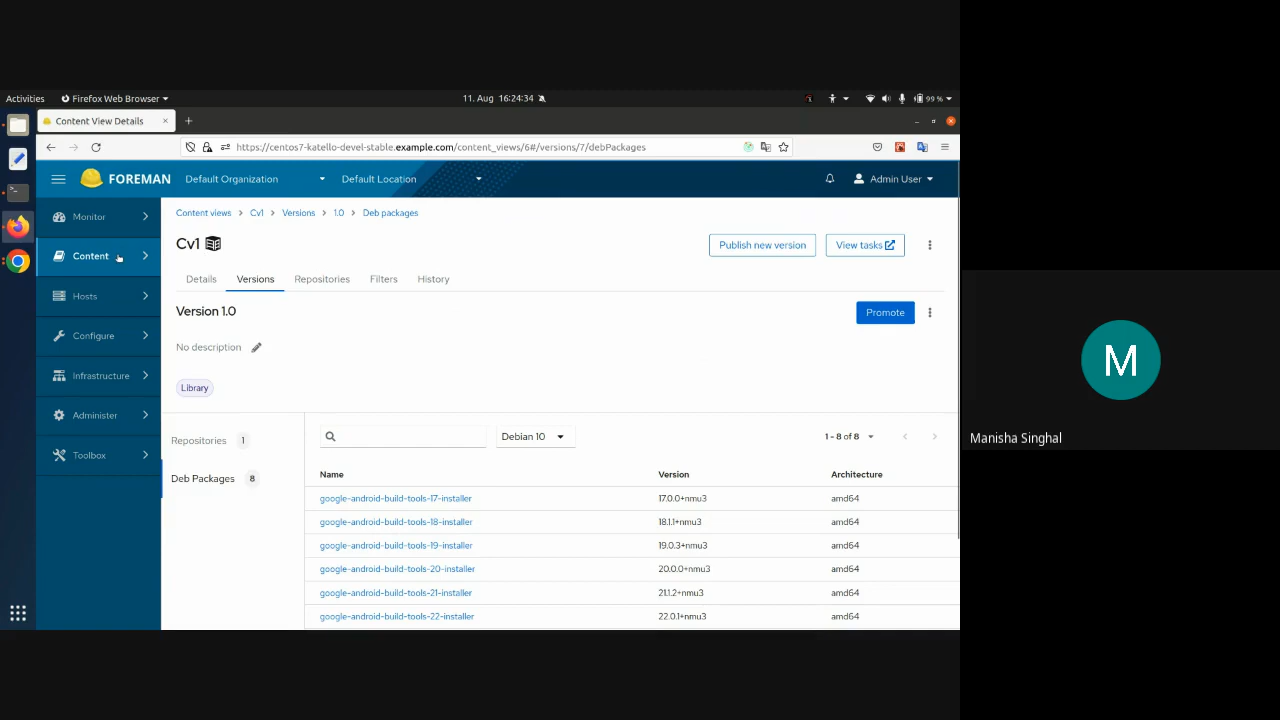 Activities Firefox Web Browser 11. Aug 16:24:34 99 %
Content View Details × +
https://centos7-katello-devel-stable.example.com/content_views/6#/versions/7/debPackages
FOREMAN Default Organization Default Location Admin User
Monitor
Content
Hosts
Configure
Infrastructure
Administer
Toolbox
Content views > Cv1 > Versions > 1.0 > Deb packages
Cv1
Publish new version View tasks
Details Versions Repositories Filters History
Version 1.0 Promote
No description
Library
Repositories 1
Deb Packages 8
Debian 10 1 - 8 of 8
Name Version Architecture
google-android-build-tools-17-installer 17.0.0+nmu3 amd64
google-android-build-tools-18-installer 18.1.1+nmu3 amd64
google-android-build-tools-19-installer 19.0.3+nmu3 amd64
google-android-build-tools-20-installer 20.0.0+nmu3 amd64
google-android-build-tools-21-installer 21.1.2+nmu3 amd64
google-android-build-tools-22-installer 22.0.1+nmu3 amd64
M
Manisha Singhal